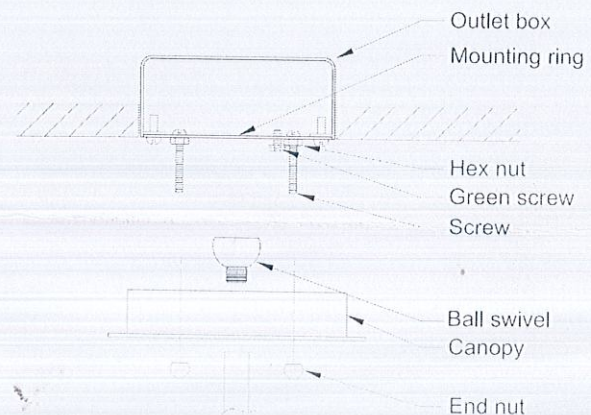 Outlet box
Mounting ring
Hex nut
Green screw
Screw
Ball swivel
Canopy
End nut